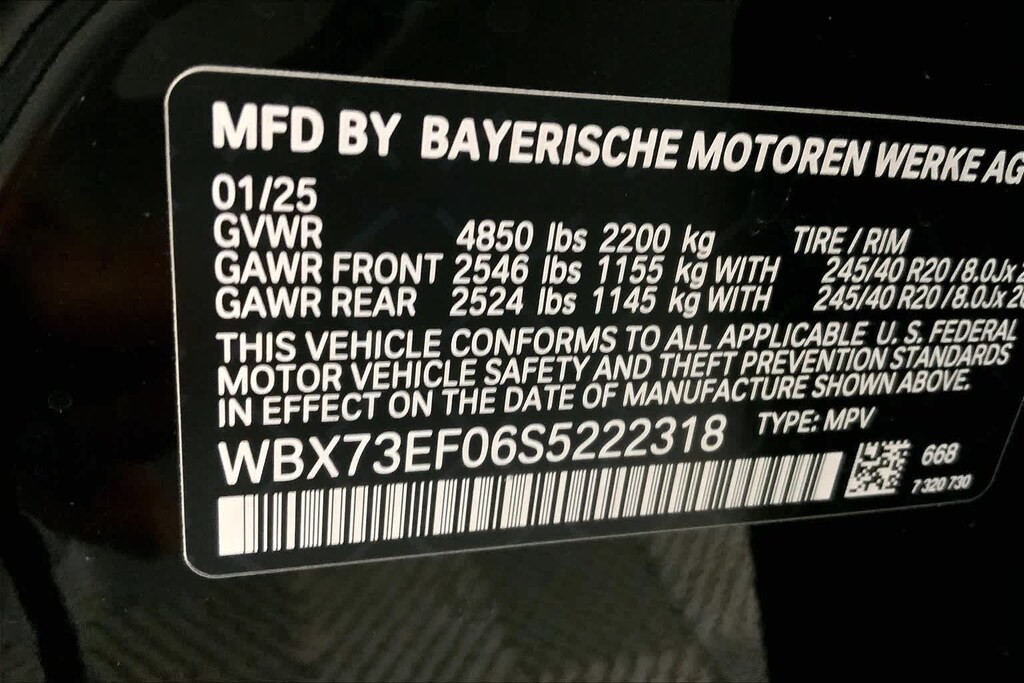 MFD BY BAYERISCHE MOTOREN WERKE AG
01/25
GVWR 4850 lbs 2200 kg TIRE / RIM
GAWR FRONT 2546 lbs 1155 kg WITH 245/40 R20 / 8.0Jx 2
GAWR REAR 2524 lbs 1145 kg WITH 245/40 R20 / 8.0Jx 20
THIS VEHICLE CONFORMS TO ALL APPLICABLE U. S. FEDERAL
MOTOR VEHICLE SAFETY AND THEFT PREVENTION STANDARDS
IN EFFECT ON THE DATE OF MANUFACTURE SHOWN ABOVE.
WBX73EF06S5222318 TYPE: MPV
668
7 320 730